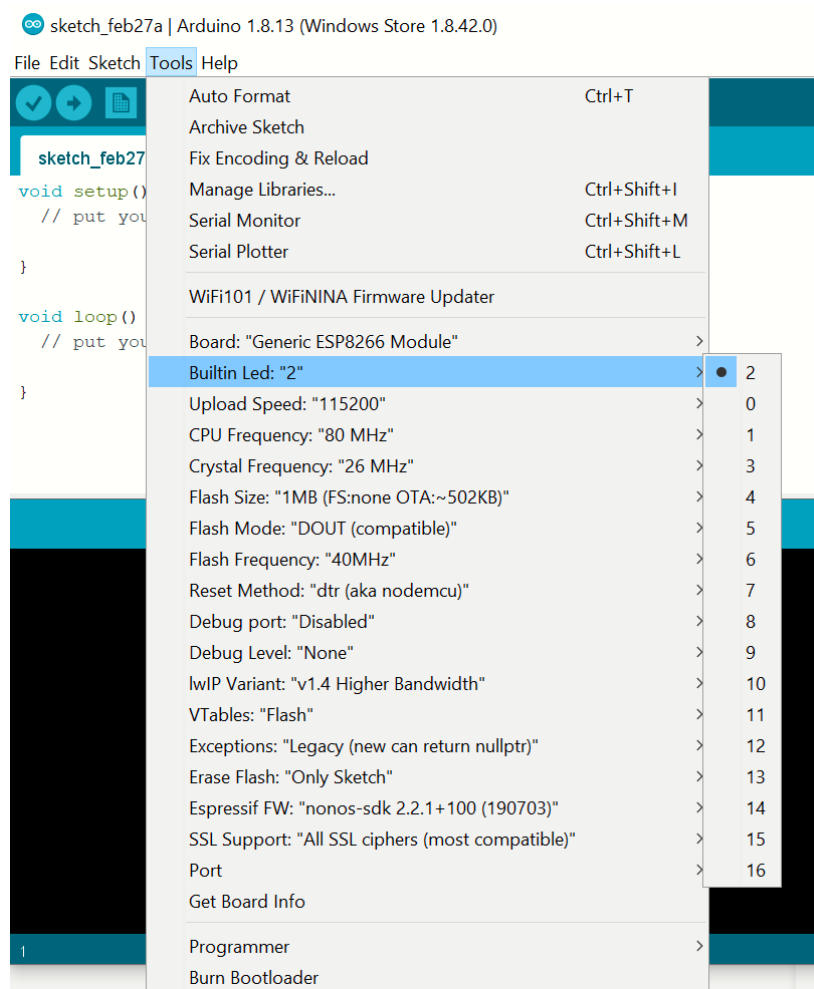 sketch_feb27a | Arduino 1.8.13 (Windows Store 1.8.42.0)
File Edit Sketch Tools Help
sketch_feb27
void setup()
// put you
}
void loop()
// put you
}
Auto Format Ctrl+T
Archive Sketch
Fix Encoding & Reload
Manage Libraries... Ctrl+Shift+I
Serial Monitor Ctrl+Shift+M
Serial Plotter Ctrl+Shift+L
WiFi101 / WiFiNINA Firmware Updater
Board: "Generic ESP8266 Module"
Builtin Led: "2"
Upload Speed: "115200"
CPU Frequency: "80 MHz"
Crystal Frequency: "26 MHz"
Flash Size: "1MB (FS:none OTA:~502KB)"
Flash Mode: "DOUT (compatible)"
Flash Frequency: "40MHz"
Reset Method: "dtr (aka nodemcu)"
Debug port: "Disabled"
Debug Level: "None"
lwIP Variant: "v1.4 Higher Bandwidth"
VTables: "Flash"
Exceptions: "Legacy (new can return nullptr)"
Erase Flash: "Only Sketch"
Espressif FW: "nonos-sdk 2.2.1+100 (190703)"
SSL Support: "All SSL ciphers (most compatible)"
Port
Get Board Info
Programmer
Burn Bootloader
2
0
1
3
4
5
6
7
8
9
10
11
12
13
14
15
16
1